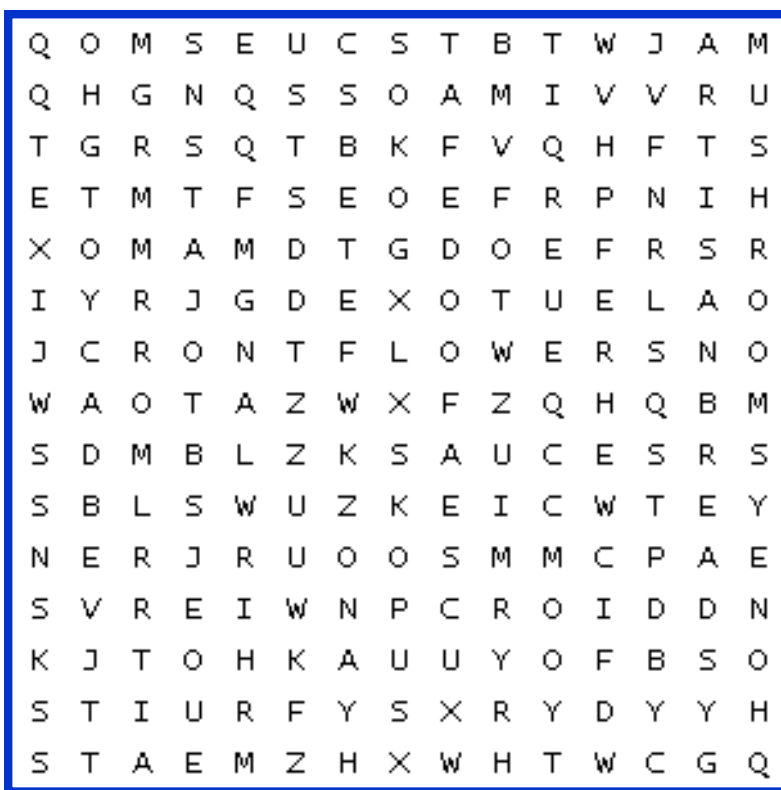 Q O M S E U C S T B T W J A M
Q H G N Q S S O A M I V V R U
T G R S Q T B K F V Q H F T S
E T M T F S E O E F R P N I H
X O M A M D T G D O E F R S R
I Y R J G D E X O T U E L A O
J C R O N T F L O W E R S N O
W A O T A Z W X F Z Q H Q B M
S D M B L Z K S A U C E S R S
S B L S W U Z K E I C W T E Y
N E R J R U O O S M M C P A E
S V R E I W N P C R O I D D N
K J T O H K A U U Y O F B S O
S T I U R F Y S X R Y D Y Y H
S T A E M Z H X W H T W C G Q